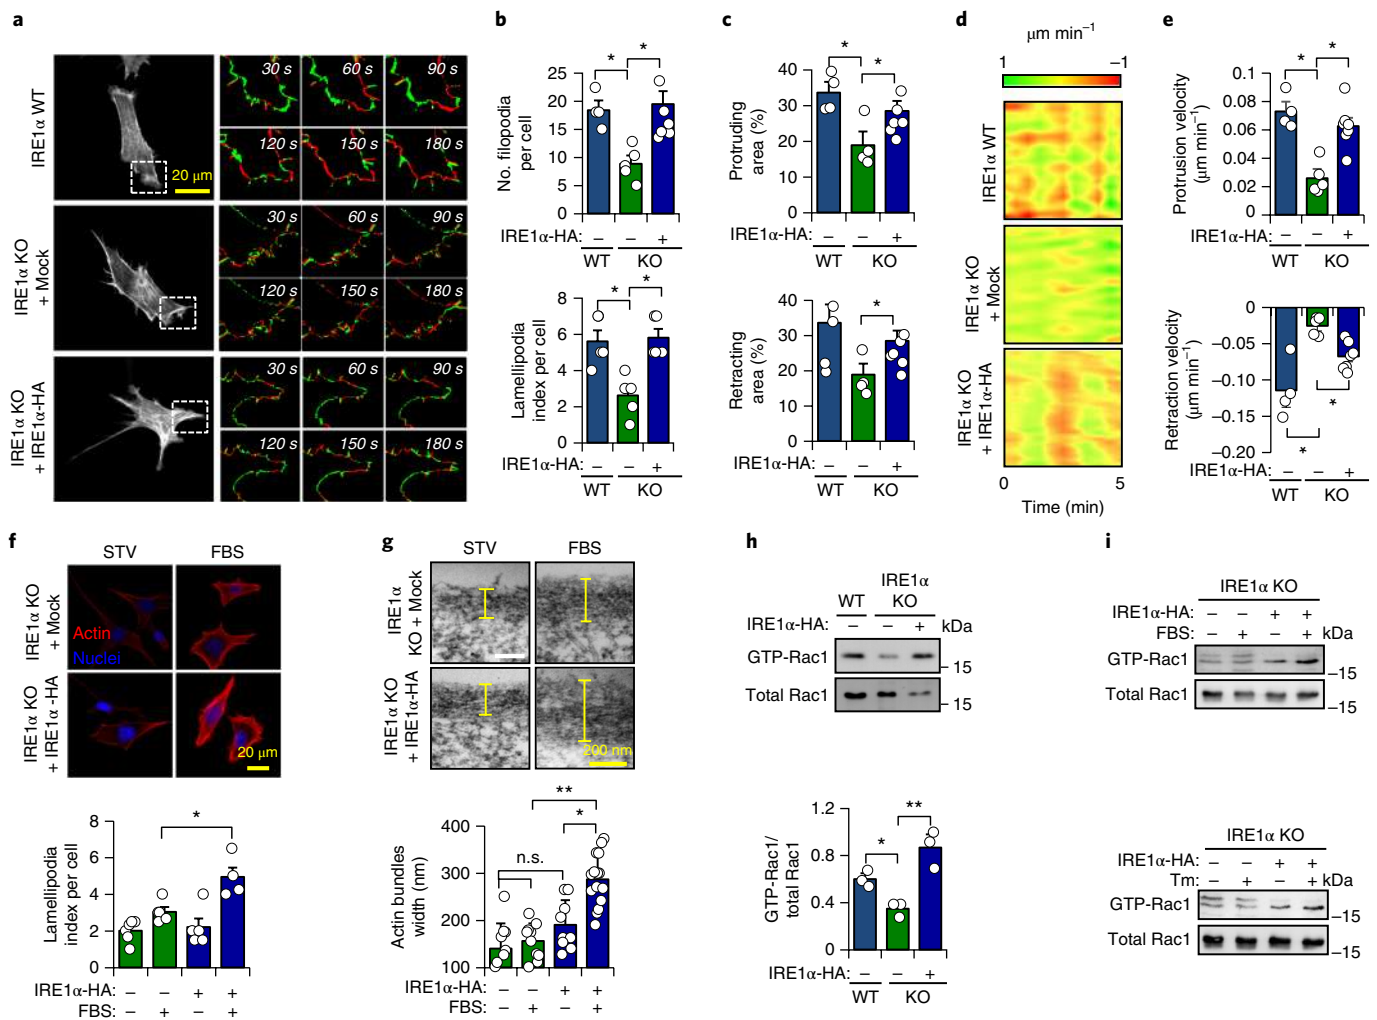 a
IRE1α WT
30 s
60 s
90 s
120 s
150 s
180 s
20 μm
IRE1α KO
+ Mock
30 s
60 s
90 s
120 s
150 s
180 s
IRE1α KO
+ IRE1α-HA
30 s
60 s
90 s
120 s
150 s
180 s
b
No. filopodia
per cell
25
20
15
10
5
0
* *
IRE1α-HA: – – +
WT KO
Lamellipodia
index per cell
8
6
4
2
0
* *
IRE1α-HA: – – +
WT KO
c
Protruding
area (%)
40
30
20
10
0
* *
IRE1α-HA: – – +
WT KO
Retracting
area (%)
40
30
20
10
0
*
IRE1α-HA: – – +
WT KO
d
μm min⁻¹
1 –1
IRE1α WT
IRE1α KO
+ Mock
IRE1α KO
+ IRE1α-HA
0 5
Time (min)
e
Protrusion velocity
(μm min⁻¹)
0.1
0.08
0.06
0.04
0.02
0
* *
IRE1α-HA: – – +
WT KO
Retraction velocity
(μm min⁻¹)
0
–0.05
–0.10
–0.15
–0.20
* *
IRE1α-HA: – – +
WT KO
f
STV FBS
IRE1α KO
+ Mock
Actin
Nuclei
IRE1α KO
+ IRE1α -HA
20 μm
Lamellipodia
index per cell
8
6
4
2
0
*
IRE1α-HA: – – + +
FBS: – + – +
g
STV FBS
IRE1α
KO + Mock
IRE1α KO
+ IRE1α-HA
200 nm
Actin bundles
width (nm)
400
300
200
100
n.s. * **
IRE1α-HA: – – + +
FBS: – + – +
h
IRE1α
WT KO
IRE1α-HA: – – + kDa
GTP-Rac1 – 15
Total Rac1 – 15
GTP-Rac1/
total Rac1
1.2
0.8
0.4
0
* **
IRE1α-HA: – – +
WT KO
i
IRE1α KO
IRE1α-HA: – – + +
FBS: – + – + kDa
GTP-Rac1 –15
Total Rac1 –15
IRE1α KO
IRE1α-HA: – – + +
Tm: – + – + kDa
GTP-Rac1 –15
Total Rac1 –15